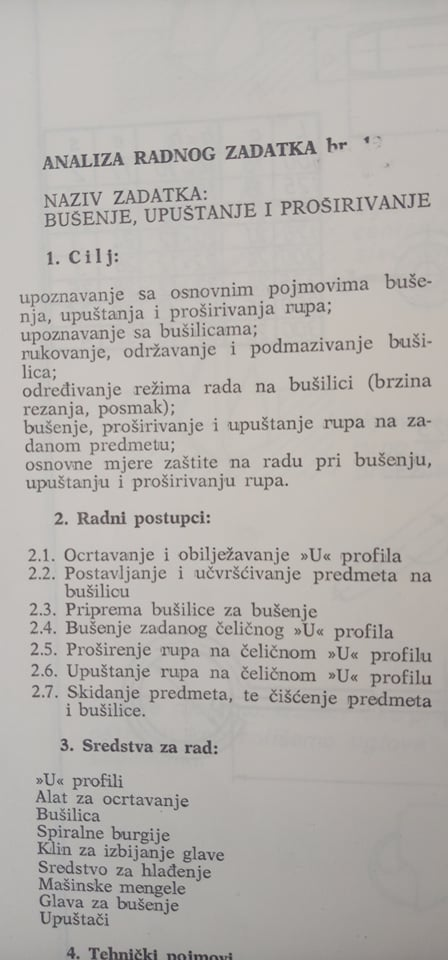 ANALIZA RADNOG ZADATKA br
NAZIV ZADATKA:
BUŠENJE, UPUŠTANJE I PROŠIRIVANJE
1. Cilj:
upoznavanje sa osnovnim pojmovima buše-
nja, upuštanja i proširivanja rupa;
upoznavanje sa bušilicama;
rukovanje, održavanje i podmazivanje buši-
lica;
određivanje režima rada na bušilici (brzina
rezanja, posmak);
bušenje, proširivanje i upuštanje rupa na za-
danom predmetu;
osnovne mjere zaštite na radu pri bušenju,
upuštanju i proširivanju rupa.
2. Radni postupci:
2.1. Ocrtavanje i obilježavanje »U« profila
2.2. Postavljanje i učvršćivanje predmeta na
bušilicu
2.3. Priprema bušilice za bušenje
2.4. Bušenje zadanog čeličnog »U« profila
2.5. Proširenje rupa na čeličnom »U« profilu
2.6. Upuštanje rupa na čeličnom »U« profilu
2.7. Skidanje predmeta, te čišćenje predmeta
i bušilice.
3. Sredstva za rad:
»U« profili
Alat za ocrtavanje
Bušilica
Spiralne burgije
Klin za izbijanje glave
Sredstvo za hlađenje
Mašinske mengele
Glava za bušenje
Upuštači
4. Tehnički pojmovi